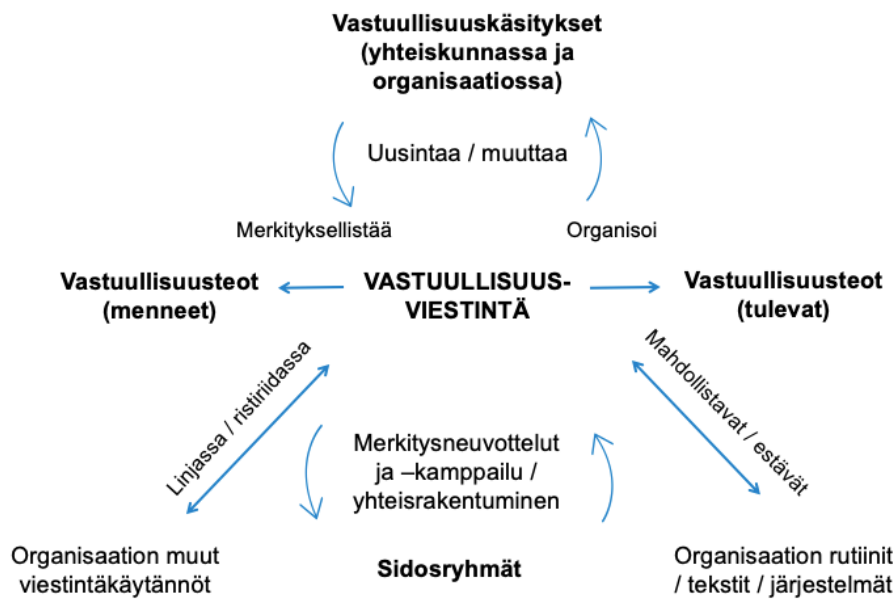 Vastuullisuuskäsitykset
(yhteiskunnassa ja
organisaatiossa)
Uusintaa / muuttaa
Merkityksellistää
Organisoi
Vastuullisuusteot
(menneet)
VASTUULLISUUS-
VIESTINTÄ
Vastuullisuusteot
(tulevat)
Linjassa / ristiriidassa
Mahdollistavat / estävät
Merkitysneuvottelut
ja –kamppailu /
yhteisrakentuminen
Organisaation muut
viestintäkäytännöt
Sidosryhmät
Organisaation rutiinit
/ tekstit / järjestelmät